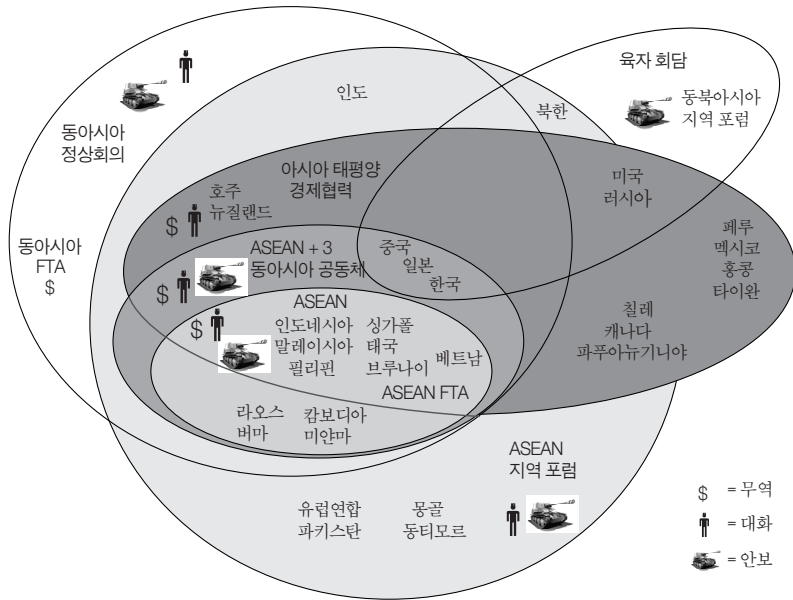 육자 회담
동북아시아
지역 포럼
인도
북한
동아시아
정상회의
아시아 태평양
경제협력
미국
러시아
호주
뉴질랜드
$
페루
멕시코
홍콩
타이완
동아시아
FTA
$
ASEAN + 3
동아시아 공동체
중국
일본
한국
$
ASEAN
$
인도네시아 싱가폴
말레이시아 태국
필리핀 브루나이 베트남
칠레
캐나다
파푸아뉴기니야
ASEAN FTA
라오스 캄보디아
버마 미얀마
ASEAN
지역 포럼
유럽연합 몽골
파키스탄 동티모르
$ = 무역
= 대화
= 안보